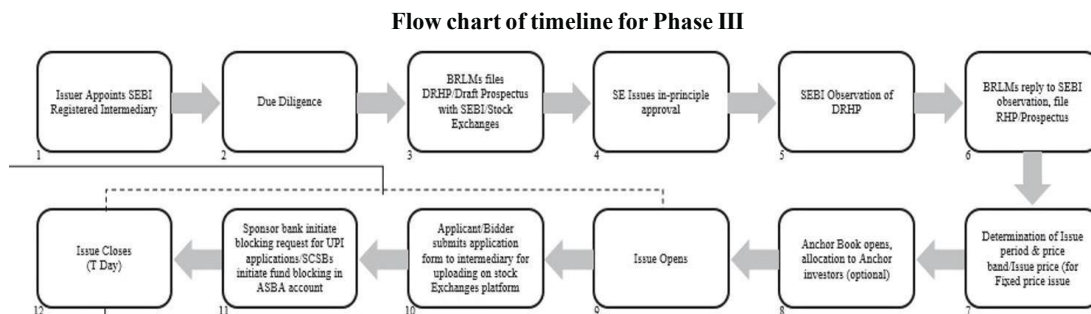 Flow chart of timeline for Phase III
Issuer Appoints SEBI
Registered Intermediary
1
Due Diligence
2
BRLMs files
DRHP/Draft Prospectus
with SEBI/Stock
Exchanges
3
SE Issues in-principle
approval
4
SEBI Observation of
DRHP
5
BRLMs reply to SEBI
observation, file
RHP/Prospectus
6
Determination of Issue
period & price
band/Issue price (for
Fixed price issue
7
Anchor Book opens,
allocation to Anchor
investors (optional)
8
Issue Opens
9
Applicant/Bidder
submits application
form to intermediary for
uploading on stock
Exchanges platform
10
Sponsor bank initiate
blocking request for UPI
applications/SCSBs
initiate fund blocking in
ASBA account
11
Issue Closes
(T Day)
12